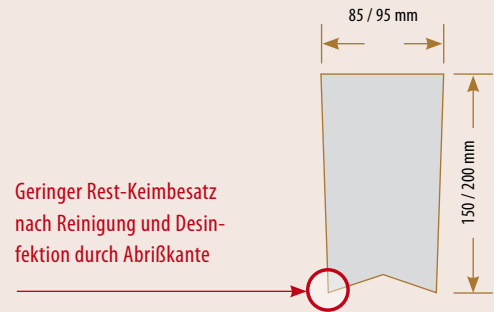 85 / 95 mm
150 / 200 mm
Geringer Rest-Keimbesatz
nach Reinigung und Desin-
fektion durch Abrißkante